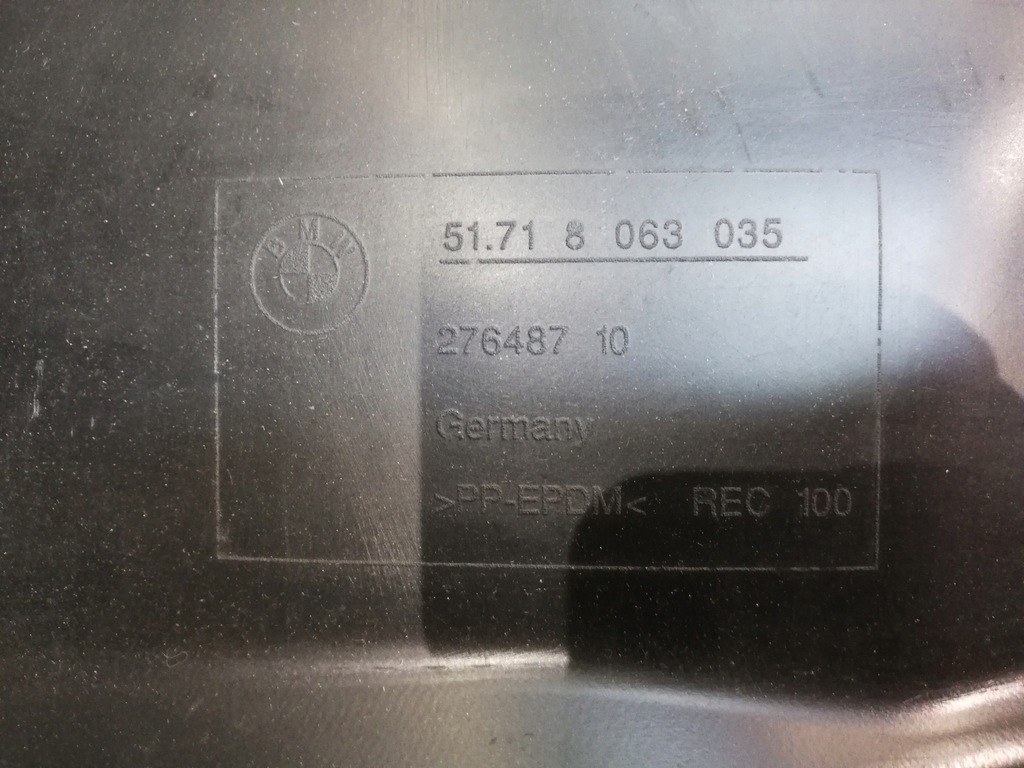 BMW
51.71 8 063 035
276487 10
Germany
>PP-EPDM< REC 100